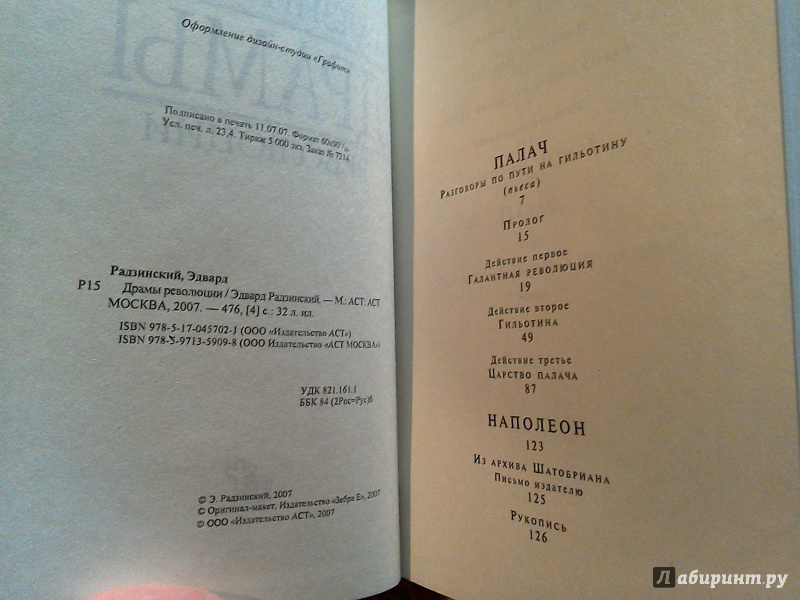 Оформление дизайн-студии «Графит»
Подписано в печать 11.07.07. Формат 60х90/16
Усл. печ. л. 23,4. Тираж 5 000 экз. Заказ № 7214.
Радзинский, Эдвард
Р15 Драмы революции / Эдвард Радзинский. — М.: АСТ: АСТ
МОСКВА, 2007. — 476, [4] с.: 32 л. ил.
ISBN 978-5-17-045702-1 (ООО «Издательство АСТ»)
ISBN 978-5-9713-5909-8 (ООО Издательство «АСТ МОСКВА»)
УДК 821.161.1
ББК 84 (2Рос=Рус)6
© Э. Радзинский, 2007
© Оригинал-макет, Издательство «Зебра Е», 2007
© ООО «Издательство АСТ», 2007
ПАЛАЧ
Разговоры по пути на гильотину
(пьеса)
7
Пролог
15
Действие первое
Галантная революция
19
Действие второе
Гильотина
49
Действие третье
Царство палача
87
НАПОЛЕОН
123
Из архива Шатобриана
Письмо издателю
125
Рукопись
126
Лабиринт.ру